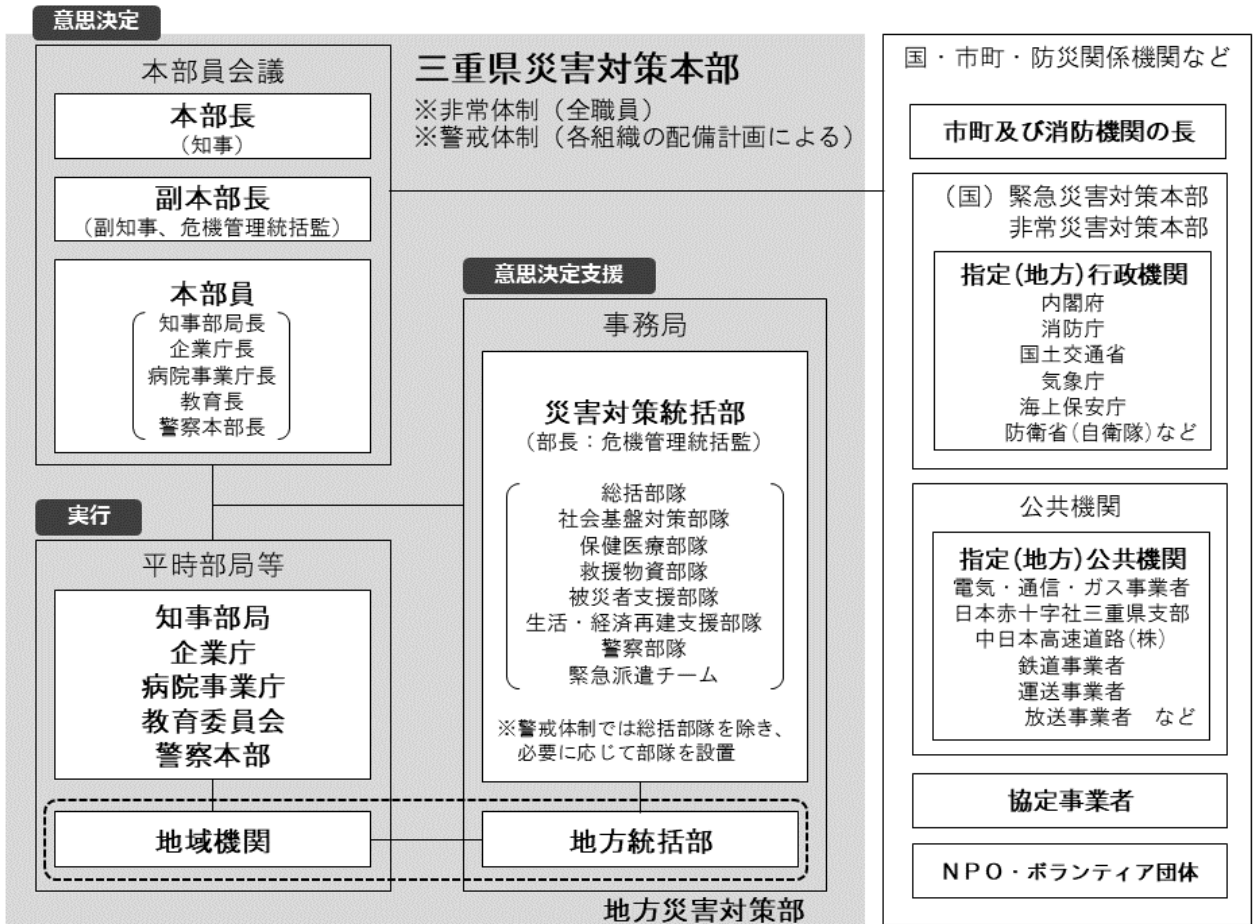 意思決定
本部員会議
本部長
（知事）
副本部長
（副知事、危機管理統括監）
本部員
知事部局長
企業庁長
病院事業庁長
教育長
警察本部長
三重県災害対策本部
※非常体制（全職員）
※警戒体制（各組織の配備計画による）
意思決定支援
事務局
災害対策統括部
（部長：危機管理統括監）
総括部隊
社会基盤対策部隊
保健医療部隊
救援物資部隊
被災者支援部隊
生活・経済再建支援部隊
警察部隊
緊急派遣チーム
※警戒体制では総括部隊を除き、
必要に応じて部隊を設置
実行
平時部局等
知事部局
企業庁
病院事業庁
教育委員会
警察本部
地域機関
地方統括部
地方災害対策部
国・市町・防災関係機関など
市町及び消防機関の長
（国）緊急災害対策本部
非常災害対策本部
指定(地方)行政機関
内閣府
消防庁
国土交通省
気象庁
海上保安庁
防衛省(自衛隊)など
公共機関
指定(地方)公共機関
電気・通信・ガス事業者
日本赤十字社三重県支部
中日本高速道路(株)
鉄道事業者
運送事業者
放送事業者　など
協定事業者
ＮＰＯ・ボランティア団体